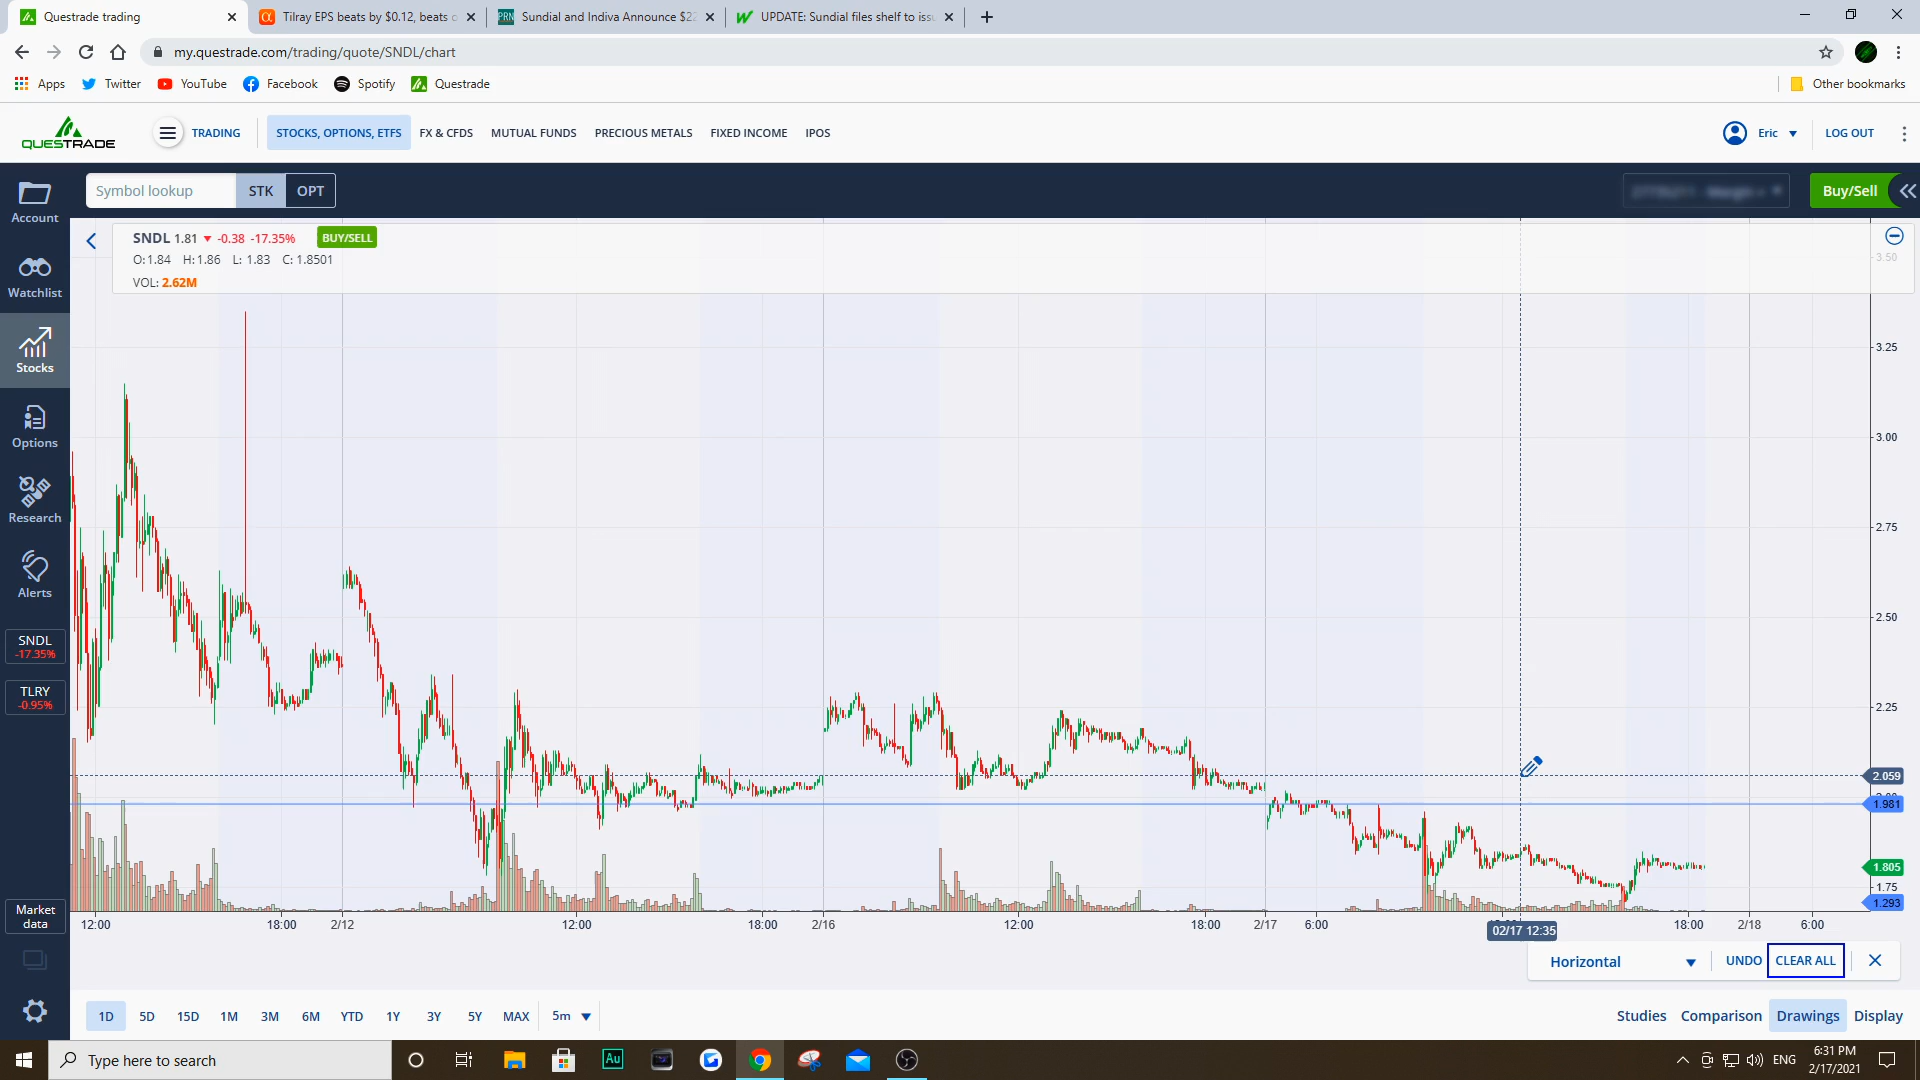 Questrade trading
Tilray EPS beats by $0.12, beats o
Sundial and Indiva Announce $22
UPDATE: Sundial files shelf to issu
my.questrade.com/trading/quote/SNDL/chart
Apps Twitter YouTube Facebook Spotify Questrade Other bookmarks
QUESTRADE TRADING STOCKS, OPTIONS, ETFS FX & CFDS MUTUAL FUNDS PRECIOUS METALS FIXED INCOME IPOS Eric LOG OUT
Symbol lookup STK OPT Buy/Sell
Account
Watchlist
Stocks
Options
Research
Alerts
SNDL
-17.35%
TLRY
-0.95%
Market
data
SNDL 1.81 -0.38 -17.35% BUY/SELL
O:1.84 H:1.86 L: 1.83 C: 1.8501
VOL: 2.62M
3.50
3.25
3.00
2.75
2.50
2.25
2.059
1.981
1.805
1.75
1.293
12:00 18:00 2/12 12:00 18:00 2/16 12:00 18:00 2/17 6:00 18:00 2/18 6:00
02/17 12:35
Horizontal UNDO CLEAR ALL
1D 5D 15D 1M 3M 6M YTD 1Y 3Y 5Y MAX 5m Studies Comparison Drawings Display
Type here to search
Au
ENG
6:31 PM
2/17/2021